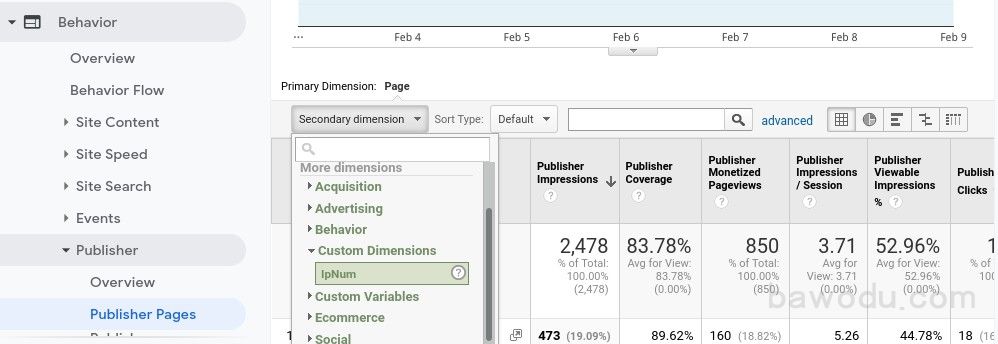 Behavior
Overview
Behavior Flow
Site Content
Site Speed
Site Search
Events
Publisher
Overview
Publisher Pages
... Feb 4 Feb 5 Feb 6 Feb 7 Feb 8 Feb 9
Primary Dimension: Page
Secondary dimension Sort Type: Default advanced
More dimensions
Acquisition
Advertising
Behavior
Custom Dimensions
IpNum ?
Custom Variables
Ecommerce
Social
Publisher
Impressions
?
Publisher
Coverage
?
Publisher
Monetized
Pageviews
?
Publisher
Impressions
/ Session ?
Publisher
Viewable
Impressions
% ?
Publish
Clicks
2,478
% of Total:
100.00%
(2,478)
83.78%
Avg for View:
83.78%
(0.00%)
850
% of Total:
100.00%
(850)
3.71
Avg for
View: 3.71
(0.00%)
52.96%
Avg for View:
52.96%
(0.00%)
1
% of
10
bawodu.com
1 473 (19.09%) 89.62% 160 (18.82%) 5.26 44.78% 18 (16